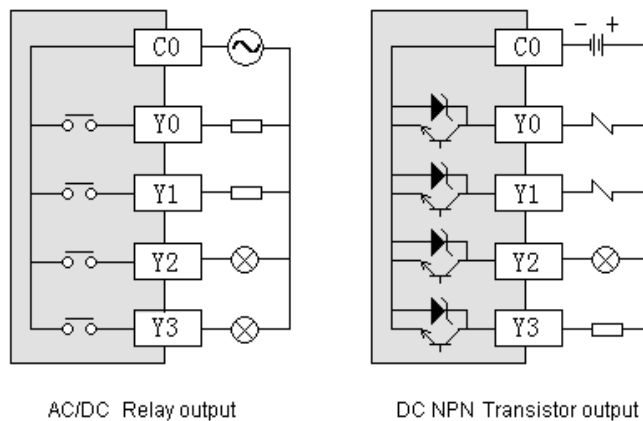 C0
Y0
Y1
Y2
Y3
AC/DC Relay output
- +
C0
Y0
Y1
Y2
Y3
DC NPN Transistor output